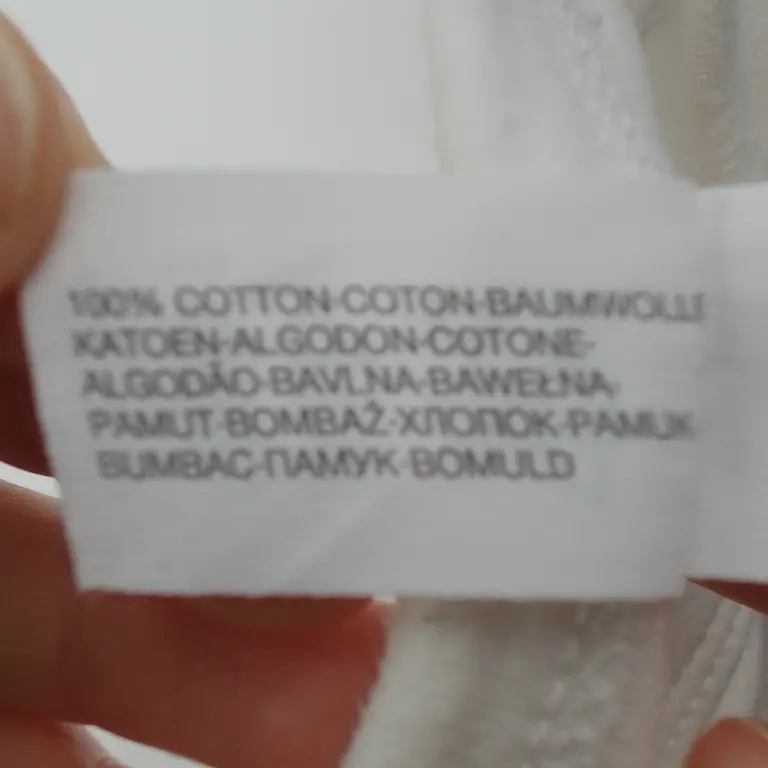 100% COTTON-COTON-BAUMWOLLE
KATOEN-ALGODON-COTONE-
ALGODÃO-BAVLNA-BAWEŁNA-
PAMUT-BOMBAŽ-ХЛОПОК-PAMUK
BUMBAC-ПАМУК-BOMULD